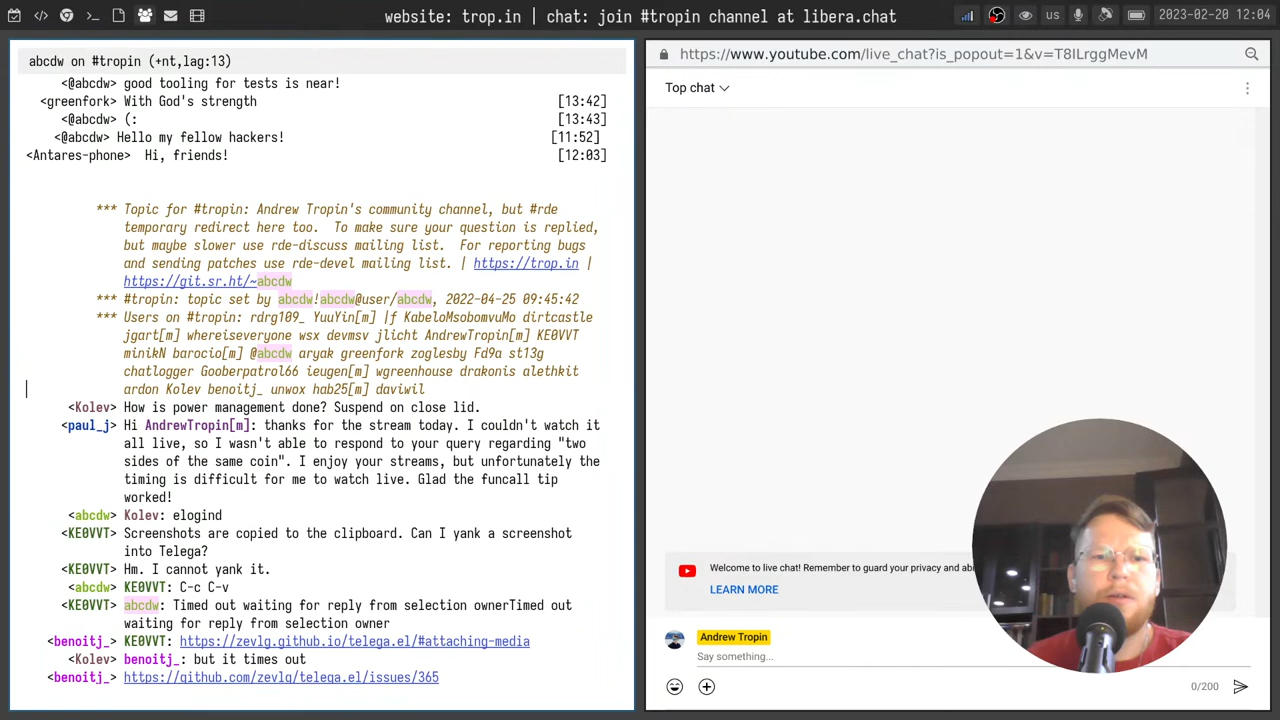 website: trop.in | chat: join #tropin channel at libera.chat
us
2023-02-20 12:04
abcdw on #tropin (+nt,lag:13)
<@abcdw> good tooling for tests is near!
<greenfork> With God's strength [13:42]
<@abcdw> (: [13:43]
<@abcdw> Hello my fellow hackers! [11:52]
<Antares-phone> Hi, friends! [12:03]
*** Topic for #tropin: Andrew Tropin's community channel, but #rde
temporary redirect here too. To make sure your question is replied,
but maybe slower use rde-discuss mailing list. For reporting bugs
and sending patches use rde-devel mailing list. | https://trop.in |
https://git.sr.ht/~abcdw
*** #tropin: topic set by abcdw!abcdw@user/abcdw, 2022-04-25 09:45:42
*** Users on #tropin: rdrg109_ YuuYin[m] |f KabeloMsobomvuMo dirtcastle
jgart[m] whereiseveryone wsx devmsv jlicht AndrewTropin[m] KE0VVT
minikN barocio[m] @abcdw aryak greenfork zoglesby Fd9a st13g
chatlogger Gooberpatrol66 ieugen[m] wgreenhouse drakonis alethkit
ardon Kolev benoitj_ unwox hab25[m] daviwil
<Kolev> How is power management done? Suspend on close lid.
<paul_j> Hi AndrewTropin[m]: thanks for the stream today. I couldn't watch it
all live, so I wasn't able to respond to your query regarding "two
sides of the same coin". I enjoy your streams, but unfortunately the
timing is difficult for me to watch live. Glad the funcall tip
worked!
<abcdw> Kolev: elogind
<KE0VVT> Screenshots are copied to the clipboard. Can I yank a screenshot
into Telega?
<KE0VVT> Hm. I cannot yank it.
<abcdw> KE0VVT: C-c C-v
<KE0VVT> abcdw: Timed out waiting for reply from selection ownerTimed out
waiting for reply from selection owner
<benoitj_> KE0VVT: https://zevlg.github.io/telega.el/#attaching-media
<Kolev> benoitj_: but it times out
<benoitj_> https://github.com/zevlg/telega.el/issues/365
https://www.youtube.com/live_chat?is_popout=1&v=T8ILrggMevM
Top chat
Welcome to live chat! Remember to guard your privacy and abi
LEARN MORE
Andrew Tropin
Say something...
0/200